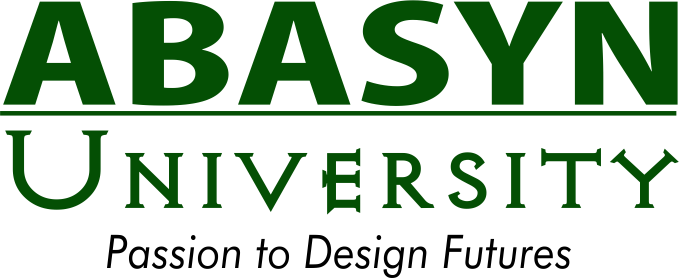 ABASYN
UNIVERSITY
Passion to Design Futures